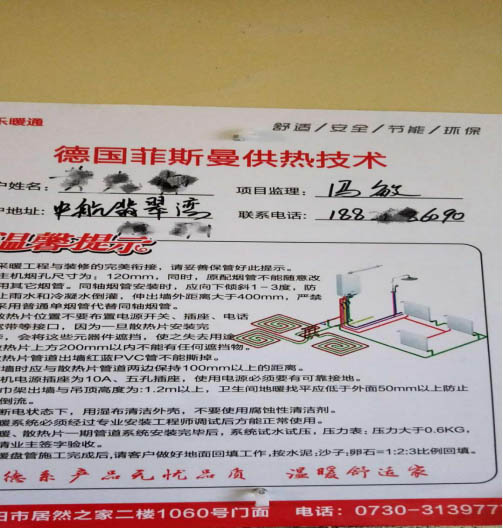 乐暖通
舒适/安全/节能/环保
德国菲斯曼供热技术
户姓名: 项目监理: 冯敏
户地址: 中航翡翠湾 联系电话: 188 8690
温馨提示
采暖工程与装修的完美衔接，请妥善保管好此提示。
主机烟孔尺寸为，120mm，同时，原配烟管不能随意改
用其它烟管。同轴烟管安装时，应向下倾斜1-3度，防
止雨水和冷凝水倒灌，伸出墙外距离大于400mm，严禁
采用普通单烟管代替同轴烟管。
散热片位置不要布置电源开关、插座、电话
宽带等接口，因为一旦散热片安装完
，会将这些元器件遮挡，使之失去用途
散热片上方200mm以内不能有任何遮挡物。
散热片管道出墙红蓝PVC管不能撕掉。
墙时应与散热片管道两边保持100mm以上的距离。
机电源插座为10A、五孔插座，使用电源必须要有可靠接地。
巾架出墙与吊顶高度为:1.2m以上，卫生间地暖找平应低于外面50mm以上防止
倒流。
断电状态下，用湿布清洁外壳，不要使用腐蚀性清洁剂。
暖系统必须经过专业安装工程师调试后方能正常使用。
暖、散热片一期管道系统安装完毕后，系统试水试压，压力表: 压力大于0.6KG，
请业主签字验收。
暖盘管施工完成后，请客户做好地面回填工作，按水泥:沙子:卵石=1:2:3比例回填。
德系产品无忧品质 温暖舒适家
阳市居然之家二楼1060号门面 电话: 0730-313977